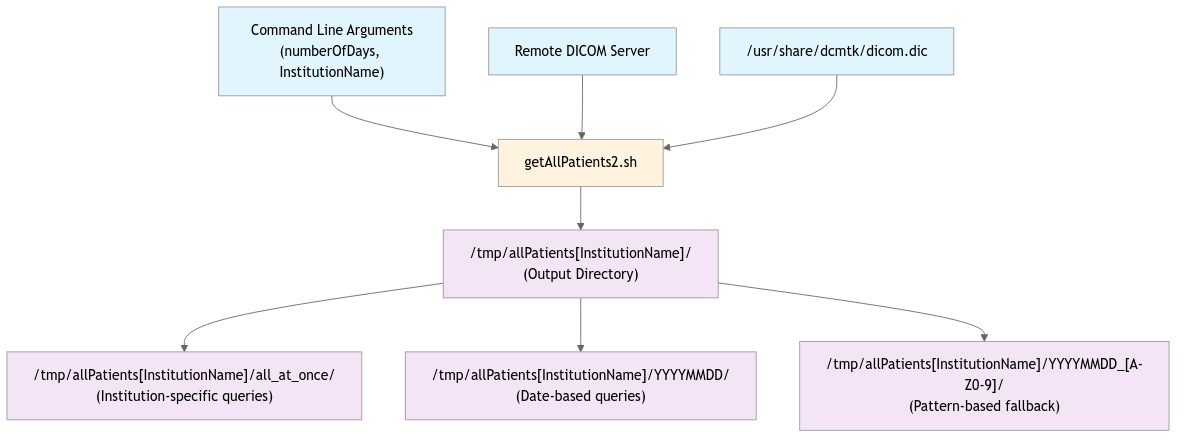 Command Line Arguments
(numberOfDays,
InstitutionName)
Remote DICOM Server
/usr/share/dcmtk/dicom.dic
getAllPatients2.sh
/tmp/allPatients[InstitutionName]/
(Output Directory)
/tmp/allPatients[InstitutionName]/all_at_once/
(Institution-specific queries)
/tmp/allPatients[InstitutionName]/YYYYMMDD/
(Date-based queries)
/tmp/allPatients[InstitutionName]/YYYYMMDD_[A-
Z0-9]/
(Pattern-based fallback)